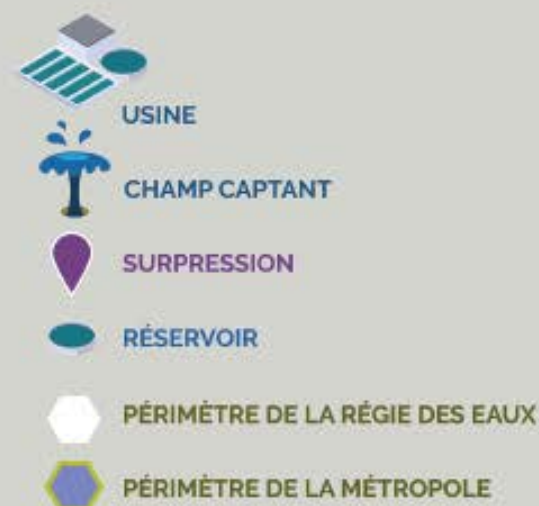 USINE
CHAMP CAPTANT
SURPRESSION
RÉSERVOIR
PÉRIMÈTRE DE LA RÉGIE DES EAUX
PÉRIMÈTRE DE LA MÉTROPOLE